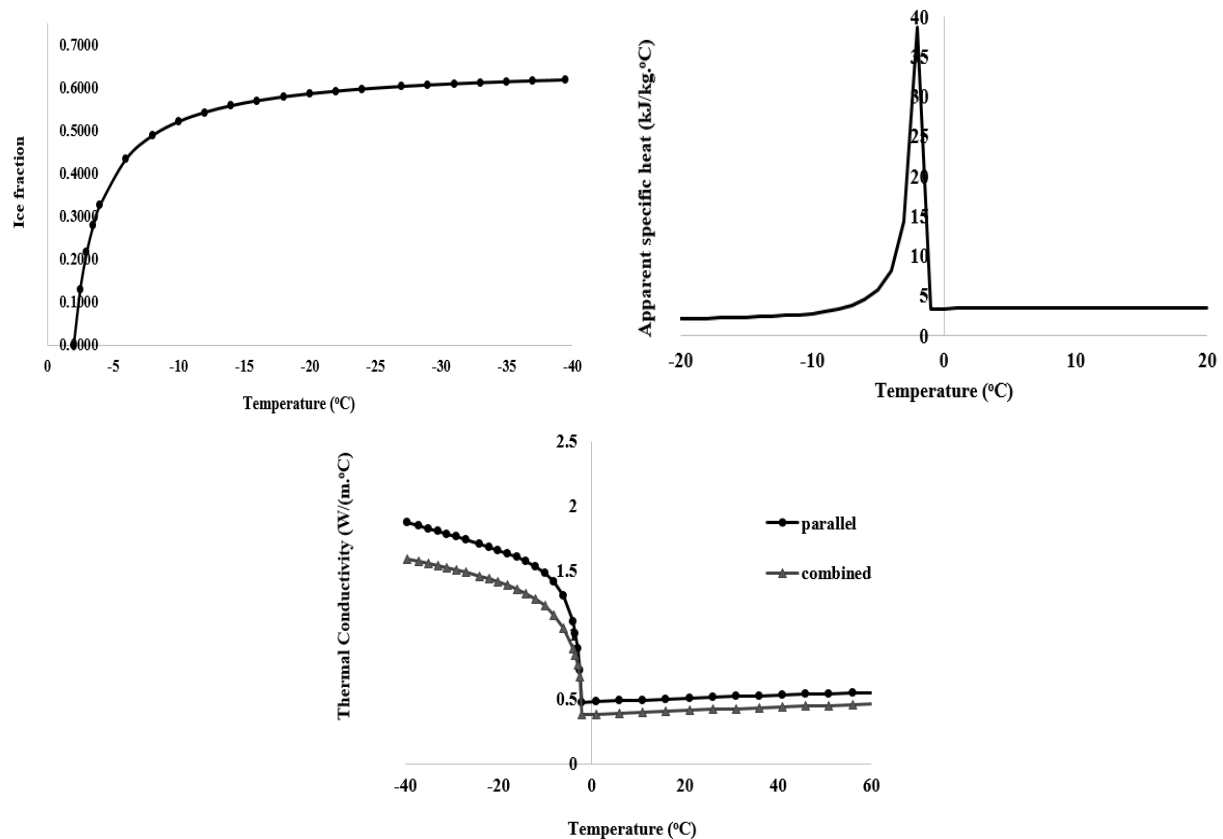 Ice fraction
0.7000
0.6000
0.5000
0.4000
0.3000
0.2000
0.1000
0.0000
0 -5 -10 -15 -20 -25 -30 -35 -40
Temperature (ºC)
Apparent specific heat (kJ/kg.ºC)
40
35
30
25
20
15
10
5
0
-20 -10 0 10 20
Temperature (ºC)
Thermal Conductivity (W/(m.ºC)
2.5
2
1.5
1
0.5
0
-40 -20 0 20 40 60
Temperature (ºC)
parallel
combined